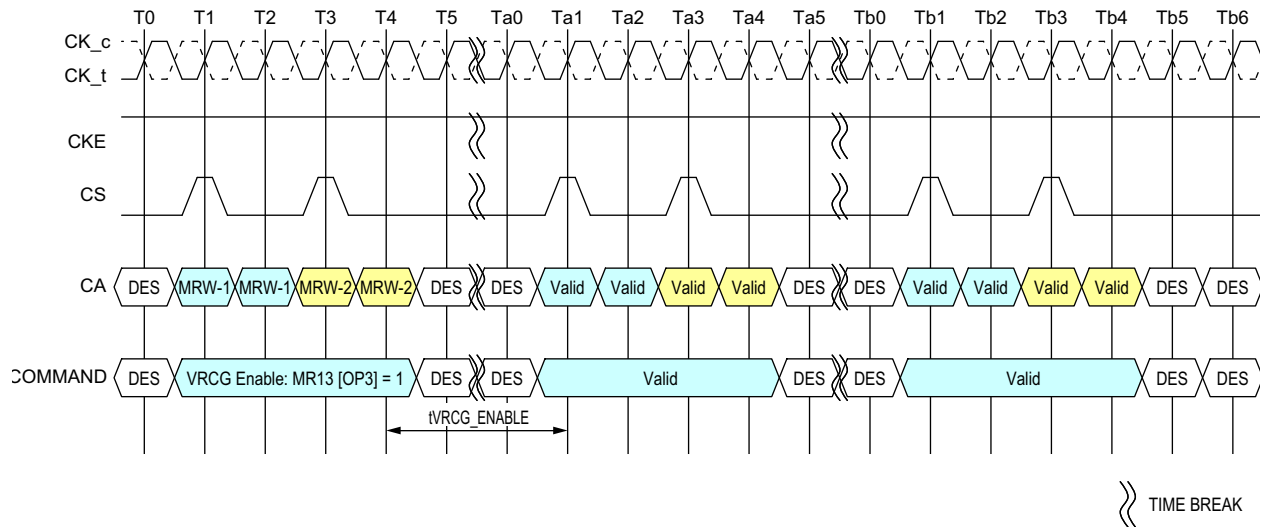 T0 T1 T2 T3 T4 T5 Ta0 Ta1 Ta2 Ta3 Ta4 Ta5 Tb0 Tb1 Tb2 Tb3 Tb4 Tb5 Tb6
CK_c
CK_t
CKE
CS
CA DES MRW-1 MRW-1 MRW-2 MRW-2 DES DES Valid Valid Valid Valid DES DES Valid Valid Valid Valid DES DES
COMMAND DES VRCG Enable: MR13 [OP3] = 1 DES DES Valid DES DES Valid DES DES
tVRCG_ENABLE
TIME BREAK